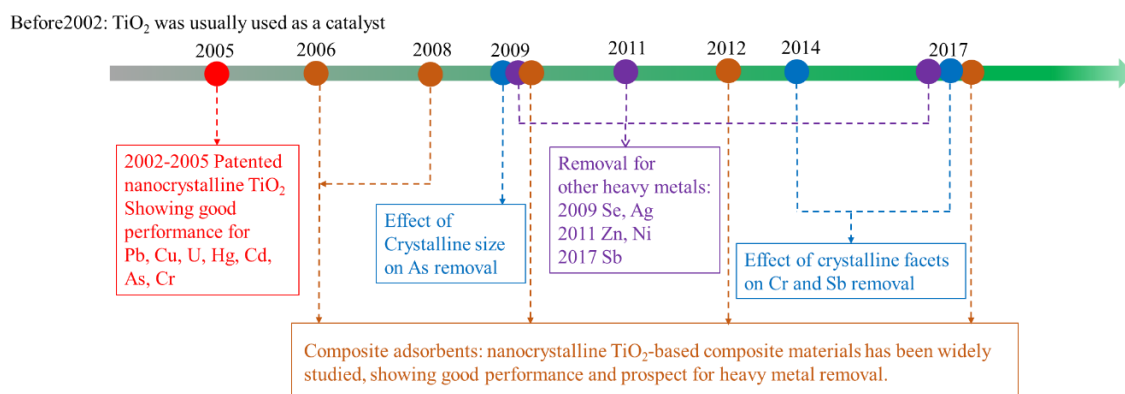 Before2002: TiO₂ was usually used as a catalyst
2005
2006
2008
2009
2011
2012
2014
2017
2002-2005 Patented
nanocrystalline TiO₂
Showing good
performance for
Pb, Cu, U, Hg, Cd,
As, Cr
Effect of
Crystalline size
on As removal
Removal for
other heavy metals:
2009 Se, Ag
2011 Zn, Ni
2017 Sb
Effect of crystalline facets
on Cr and Sb removal
Composite adsorbents: nanocrystalline TiO₂-based composite materials has been widely
studied, showing good performance and prospect for heavy metal removal.